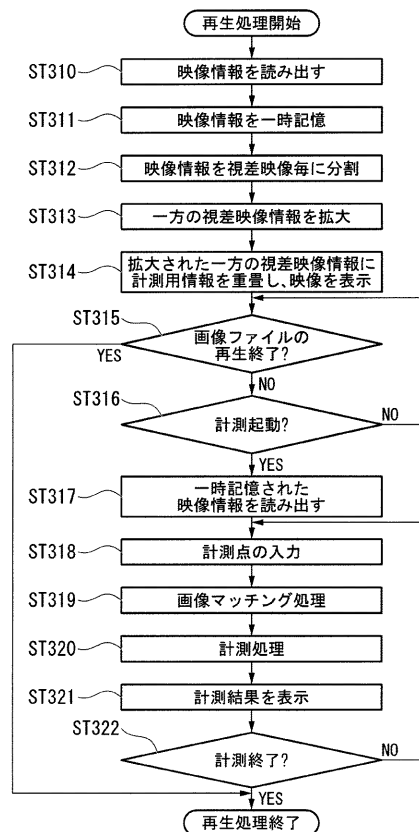 再生処理開始
ST310
映像情報を読み出す
ST311
映像情報を一時記憶
ST312
映像情報を視差映像毎に分割
ST313
一方の視差映像情報を拡大
ST314
拡大された一方の視差映像情報に
計測用情報を重畳し、映像を表示
ST315
画像ファイルの
再生終了?
YES
NO
ST316
計測起動?
NO
YES
ST317
一時記憶された
映像情報を読み出す
ST318
計測点の入力
ST319
画像マッチング処理
ST320
計測処理
ST321
計測結果を表示
ST322
計測終了?
NO
YES
再生処理終了